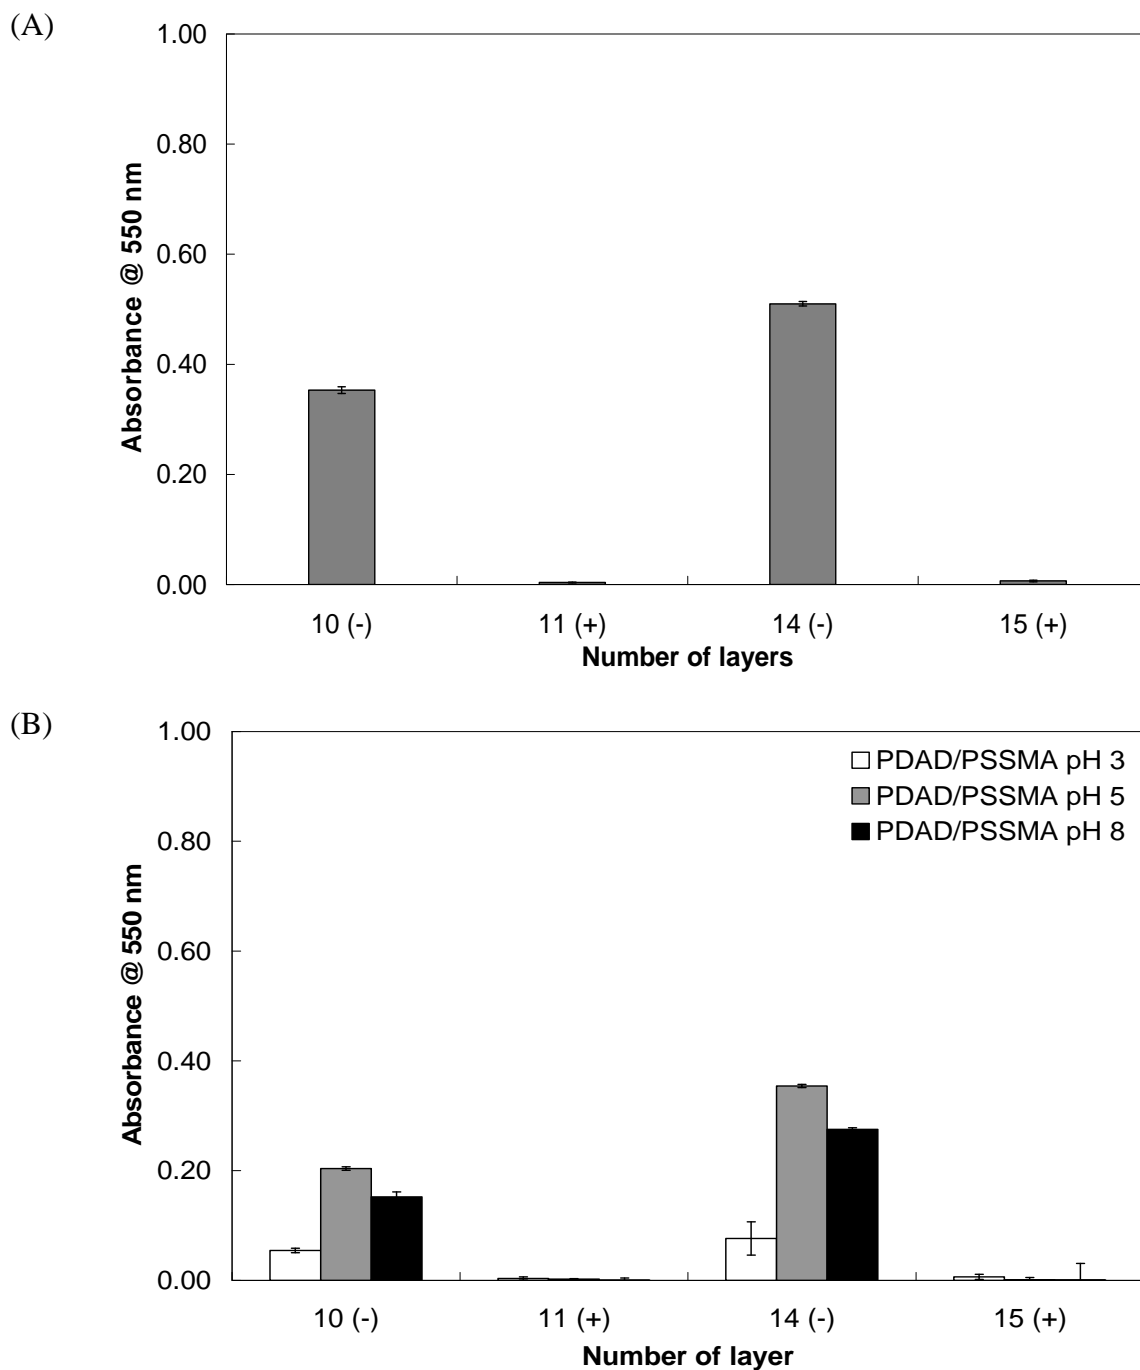 (A)
1.00
0.80
0.60
0.40
0.20
0.00
Absorbance @ 550 nm
10 (-)
11 (+)
14 (-)
15 (+)
Number of layers
(B)
1.00
0.80
0.60
0.40
0.20
0.00
Absorbance @ 550 nm
PDAD/PSSMA pH 3
PDAD/PSSMA pH 5
PDAD/PSSMA pH 8
10 (-)
11 (+)
14 (-)
15 (+)
Number of layer